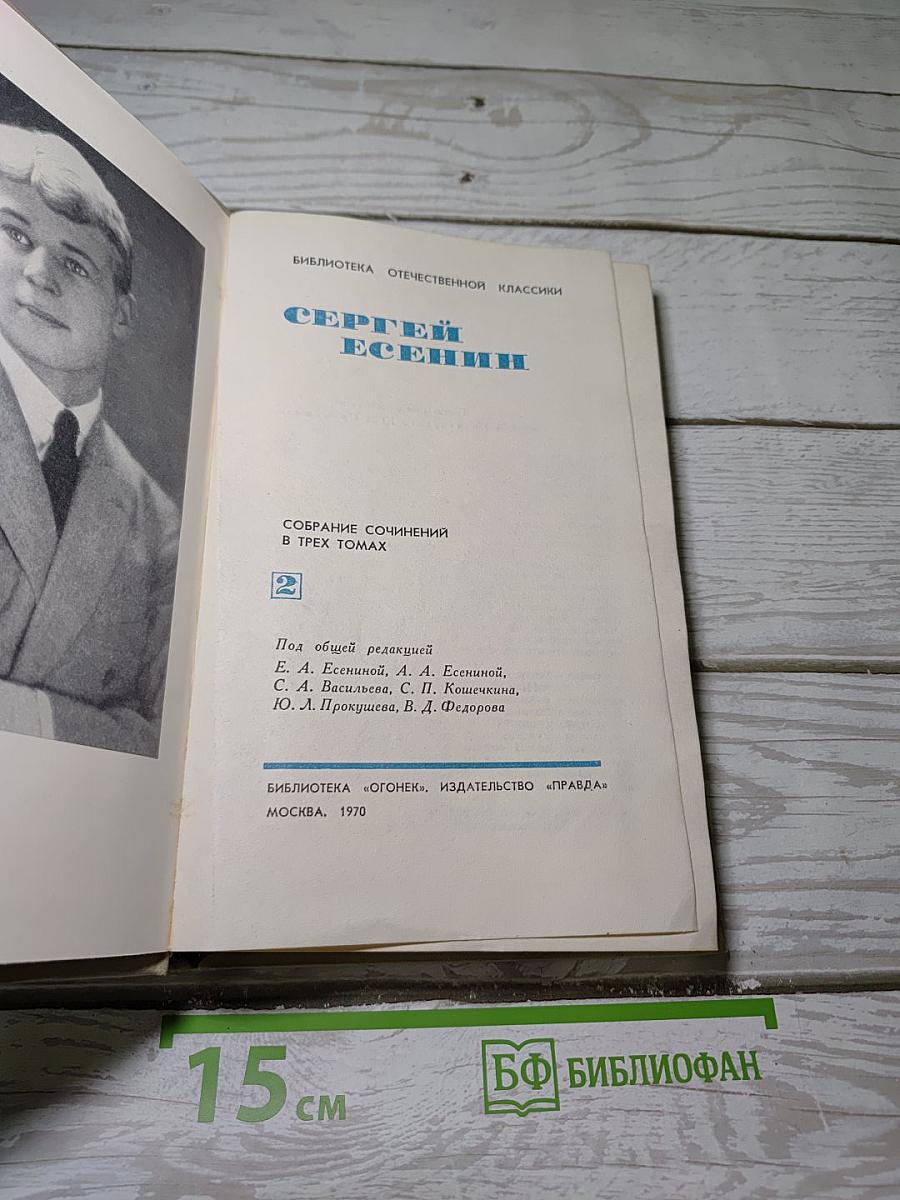 БИБЛИОТЕКА ОТЕЧЕСТВЕННОЙ КЛАССИКИ
СЕРГЕЙ
ЕСЕНИН
СОБРАНИЕ СОЧИНЕНИЙ
В ТРЕХ ТОМАХ
2
Под общей редакцией
Е. А. Есениной, А. А. Есениной,
С. А. Васильева, С. П. Кошечкина,
Ю. Л. Прокушева, В. Д. Федорова
БИБЛИОТЕКА «ОГОНЕК». ИЗДАТЕЛЬСТВО «ПРАВДА»
МОСКВА. 1970
15 см
БФ БИБЛИОФАН